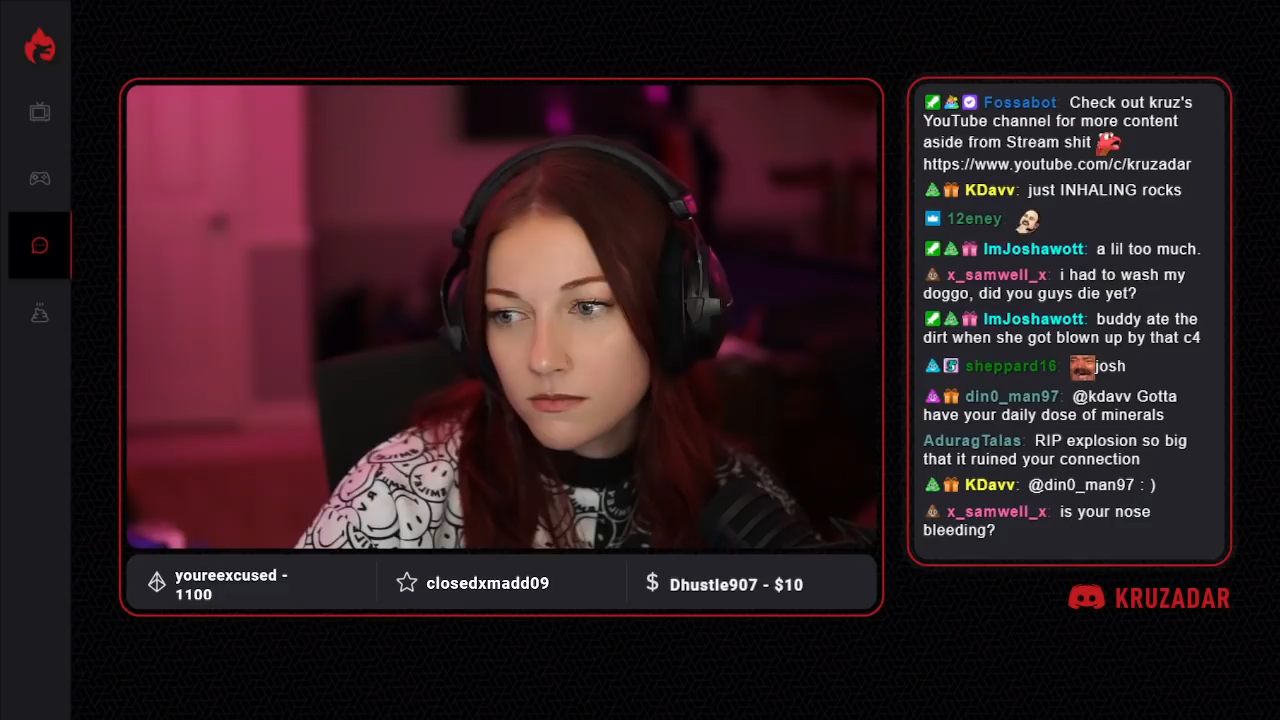 Fossabot: Check out kruz's
YouTube channel for more content
aside from Stream shit
https://www.youtube.com/c/kruzadar
KDavv: just INHALING rocks
12eney:
ImJoshawott: a lil too much.
x_samwell_x: i had to wash my
doggo, did you guys die yet?
ImJoshawott: buddy ate the
dirt when she got blown up by that c4
sheppard16: josh
din0_man97: @kdavv Gotta
have your daily dose of minerals
AduragTalas: RIP explosion so big
that it ruined your connection
KDavv: @din0_man97 : )
x_samwell_x: is your nose
bleeding?
youreexcused -
1100
closedxmadd09
$ Dhustle907 - $10
KRUZADAR